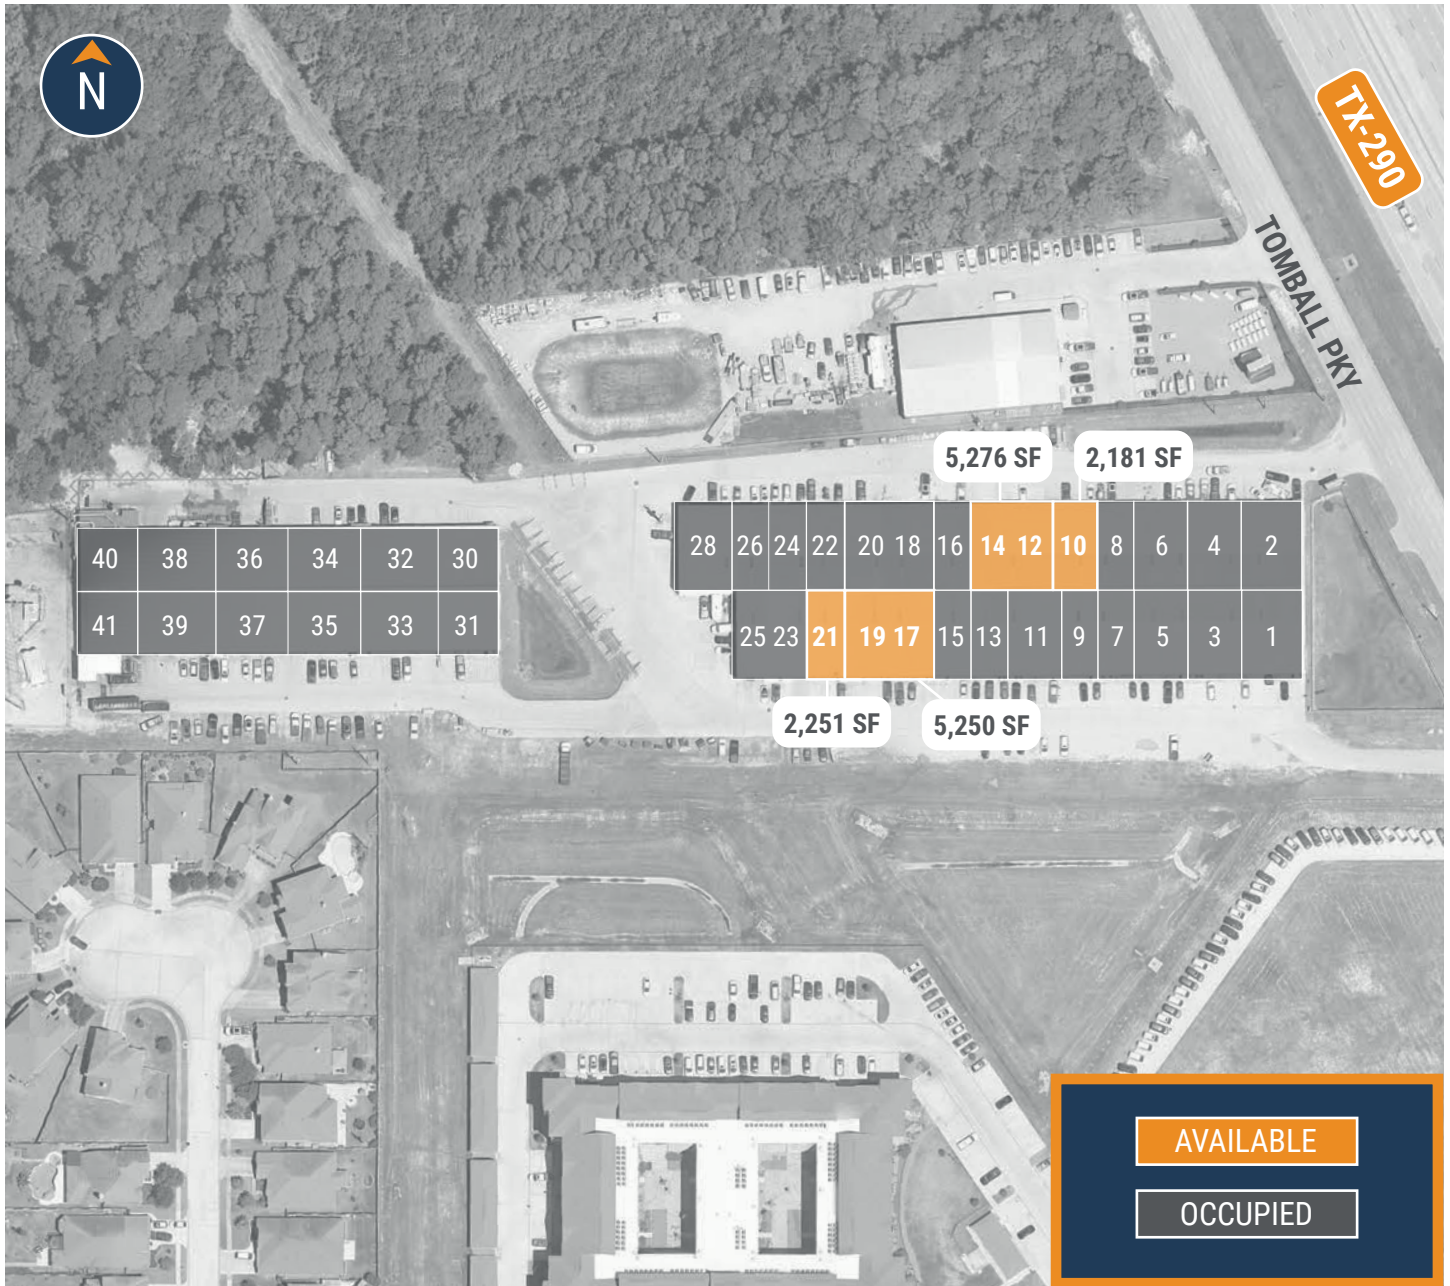 N
TX-290
TOMBALL PKY
5,276 SF
2,181 SF
28 26 24 22 20 18 16 14 12 10 8 6 4 2
25 23 21 19 17 15 13 11 9 7 5 3 1
40 38 36 34 32 30
41 39 37 35 33 31
2,251 SF
5,250 SF
AVAILABLE
OCCUPIED